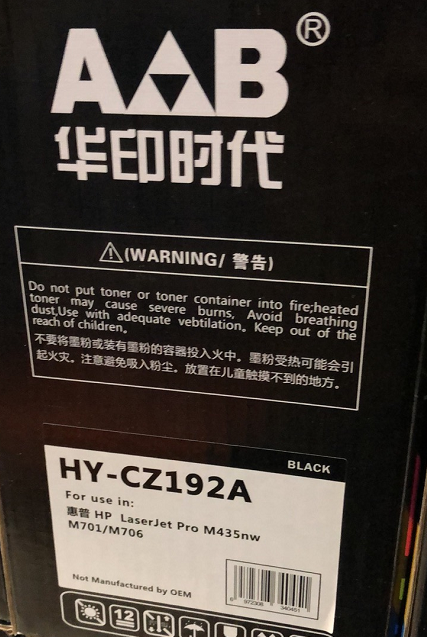 AB®
华印时代
(WARNING/ 警告)
Do not put toner or toner container into fire;heated
toner may cause severe burns, Avoid breathing
dust,Use with adequate vebtilation. Keep out of the
reach of children.
不要将墨粉或装有墨粉的容器投入火中。墨粉受热可能会引
起火灾。注意避免吸入粉尘。放置在儿童触摸不到的地方。
BLACK
HY-CZ192A
For use in:
惠普 HP LaserJet Pro M435nw
M701/M706
Not Manufactured by OEM
6 972308 340451
12